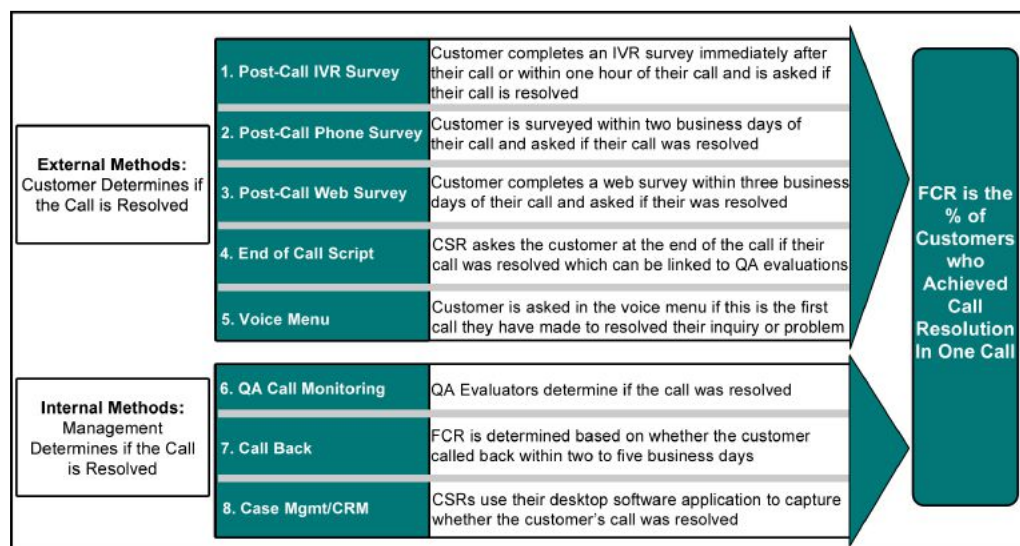 External Methods:
Customer Determines if
the Call is Resolved
1. Post-Call IVR Survey
Customer completes an IVR survey immediately after
their call or within one hour of their call and is asked if
their call is resolved
2. Post-Call Phone Survey
Customer is surveyed within two business days of
their call and asked if their call was resolved
3. Post-Call Web Survey
Customer completes a web survey within three business
days of their call and asked if their was resolved
4. End of Call Script
CSR askes the customer at the end of the call if their
call was resolved which can be linked to QA evaluations
5. Voice Menu
Customer is asked in the voice menu if this is the first
call they have made to resolved their inquiry or problem
Internal Methods:
Management
Determines if the Call
is Resolved
6. QA Call Monitoring
QA Evaluators determine if the call was resolved
7. Call Back
FCR is determined based on whether the customer
called back within two to five business days
8. Case Mgmt/CRM
CSRs use their desktop software application to capture
whether the customer's call was resolved
FCR is the
% of
Customers
who
Achieved
Call
Resolution
In One Call